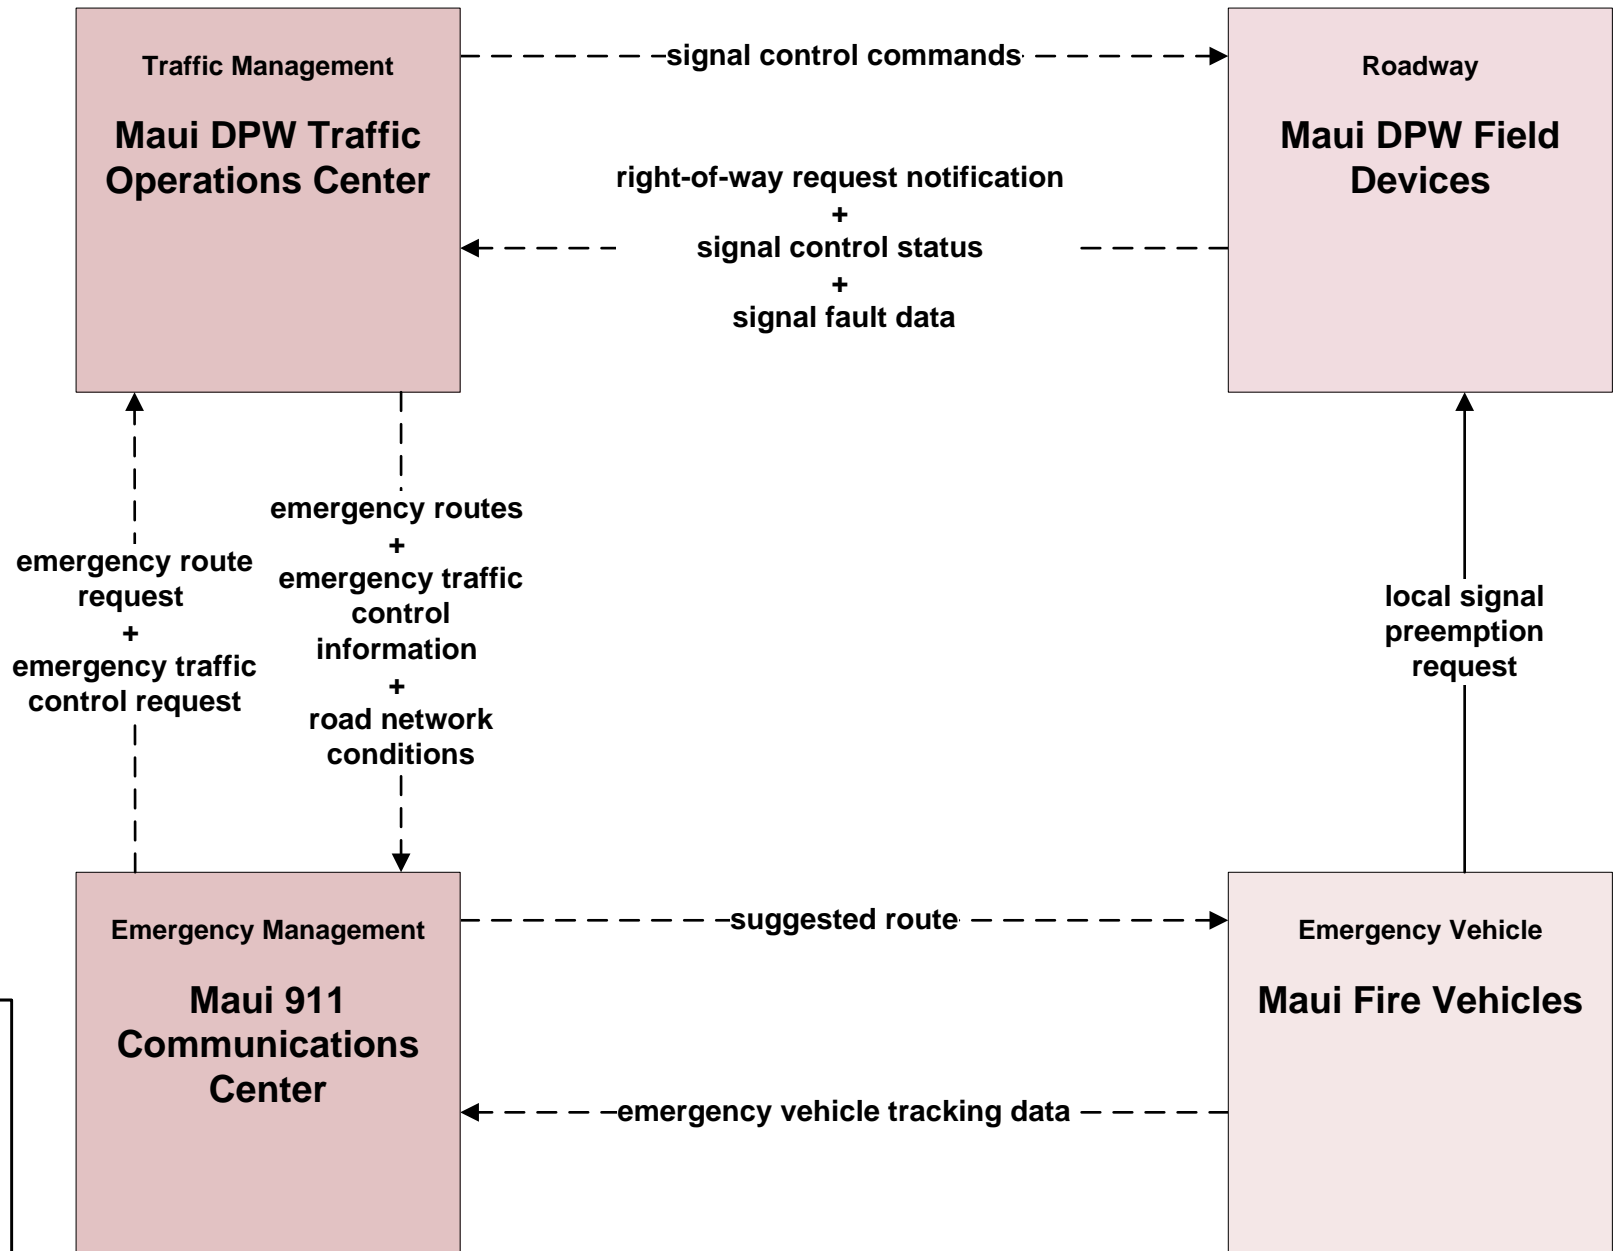 Traffic Management
Maui DPW Traffic
Operations Center
signal control commands
Roadway
Maui DPW Field
Devices
right-of-way request notification
+
signal control status
+
signal fault data
emergency route
request
+
emergency traffic
control request
emergency routes
+
emergency traffic
control
information
+
road network
conditions
local signal
preemption
request
Emergency Management
Maui 911
Communications
Center
suggested route
Emergency Vehicle
Maui Fire Vehicles
emergency vehicle tracking data